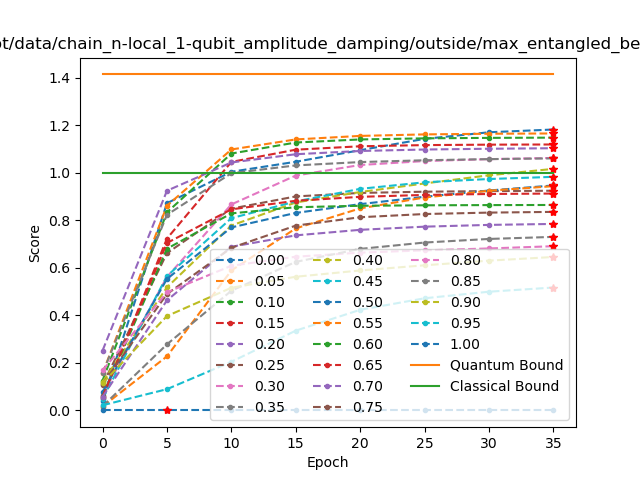 ot/data/chain_n-local_1-qubit_amplitude_damping/outside/max_entangled_be
1.4
1.2
1.0
0.8
0.6
0.4
0.2
0.0
Score
0 5 10 15 20 25 30 35
Epoch
0.00 0.40 0.80
0.05 0.45 0.85
0.10 0.50 0.90
0.15 0.55 0.95
0.20 0.60 1.00
0.25 0.65 Quantum Bound
0.30 0.70 Classical Bound
0.35 0.75